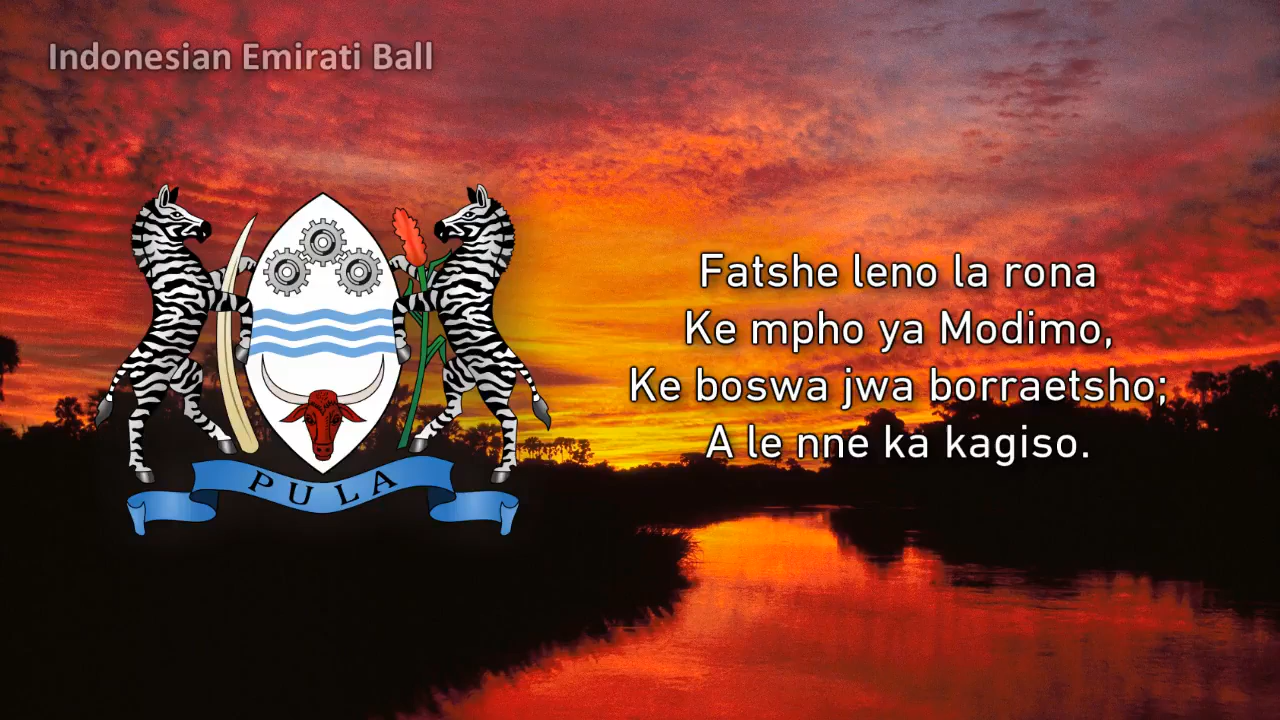 Indonesian Emirati Ball
Fatshe leno la rona
Ke mpho ya Modimo,
Ke boswa jwa borraetsho;
A le nne ka kagiso.
PULA